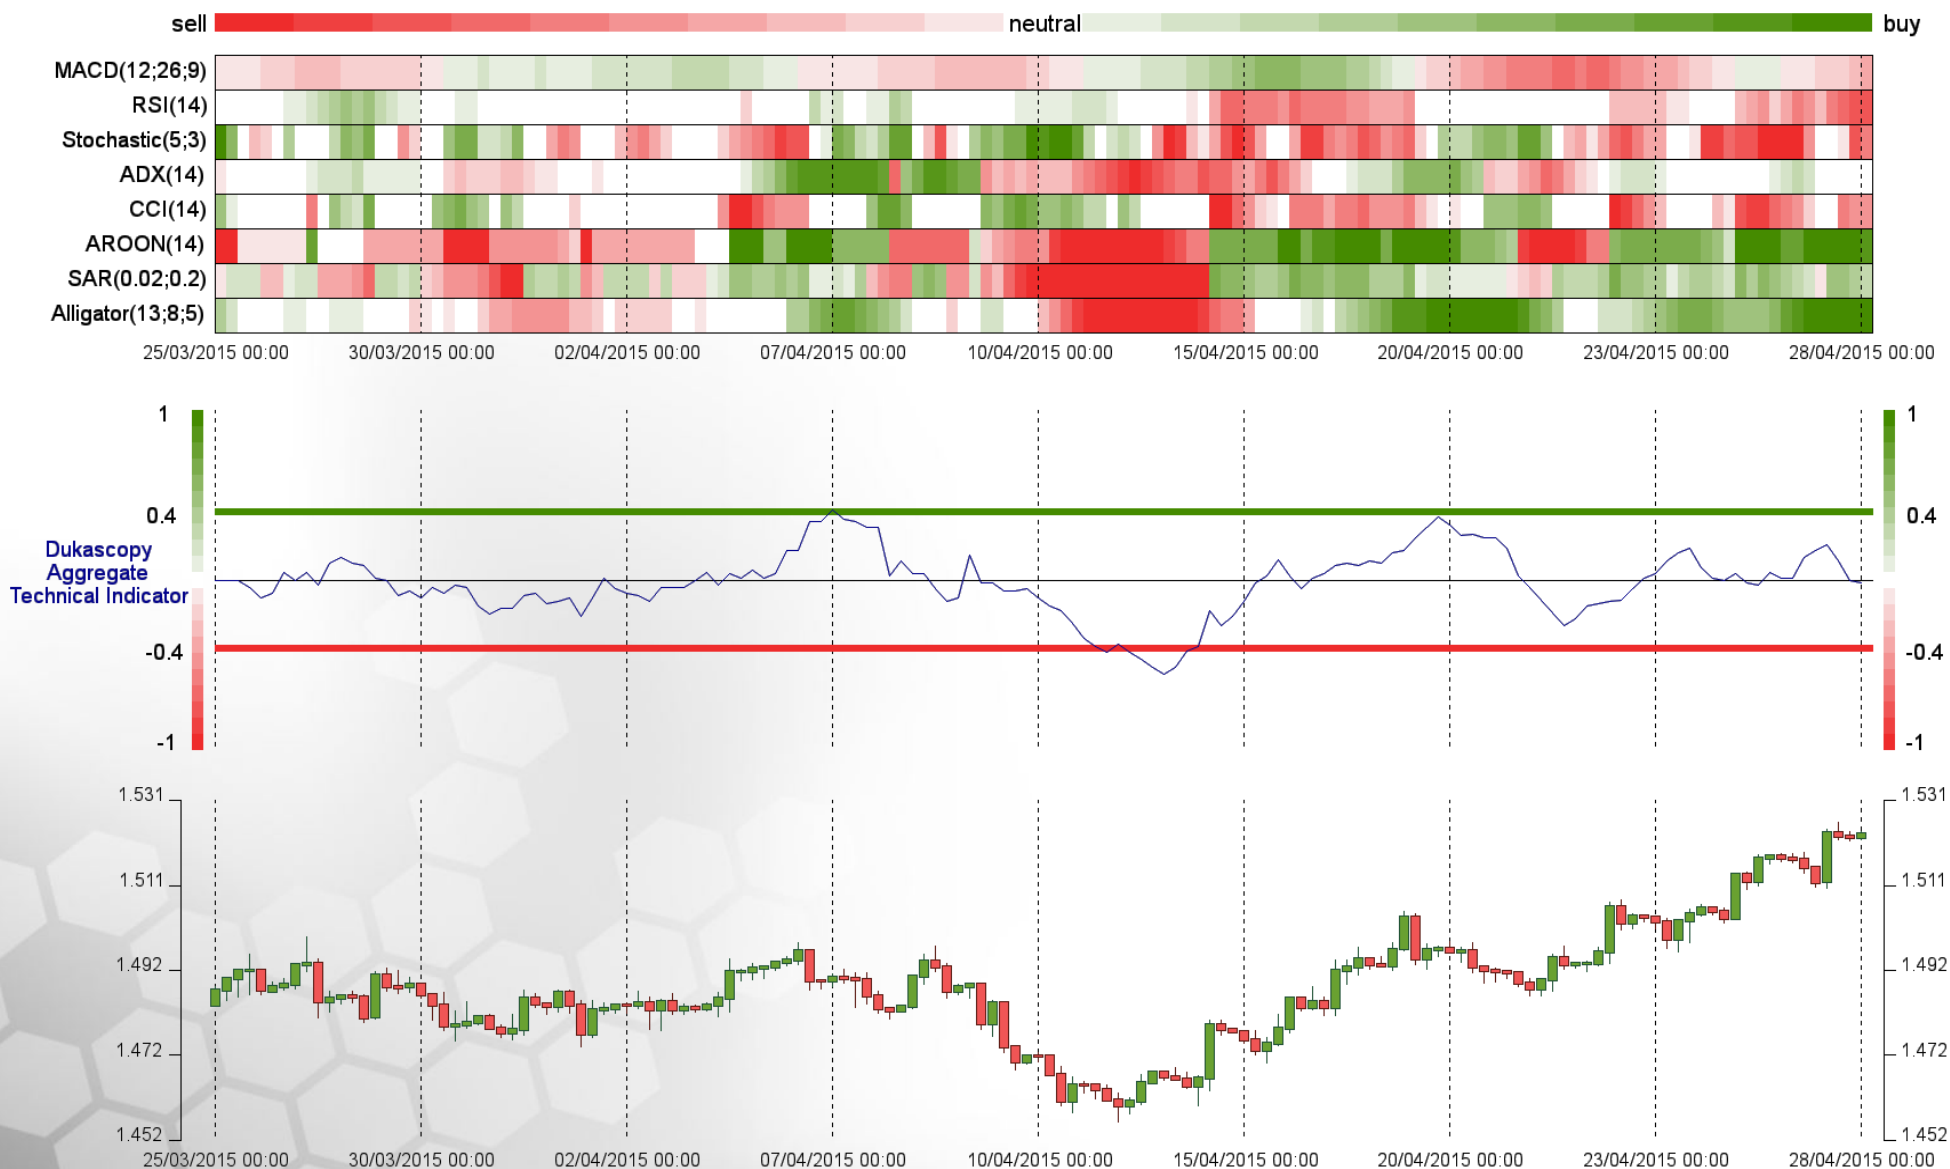 sell neutral buy
MACD(12;26;9)
RSI(14)
Stochastic(5;3)
ADX(14)
CCI(14)
AROON(14)
SAR(0.02;0.2)
Alligator(13;8;5)
25/03/2015 00:00 30/03/2015 00:00 02/04/2015 00:00 07/04/2015 00:00 10/04/2015 00:00 15/04/2015 00:00 20/04/2015 00:00 23/04/2015 00:00 28/04/2015 00:00
1 1
0.4 0.4
Dukascopy
Aggregate
Technical Indicator
-0.4 -0.4
-1 -1
1.531 1.531
1.511 1.511
1.492 1.492
1.472 1.472
1.452 1.452
25/03/2015 00:00 30/03/2015 00:00 02/04/2015 00:00 07/04/2015 00:00 10/04/2015 00:00 15/04/2015 00:00 20/04/2015 00:00 23/04/2015 00:00 28/04/2015 00:00